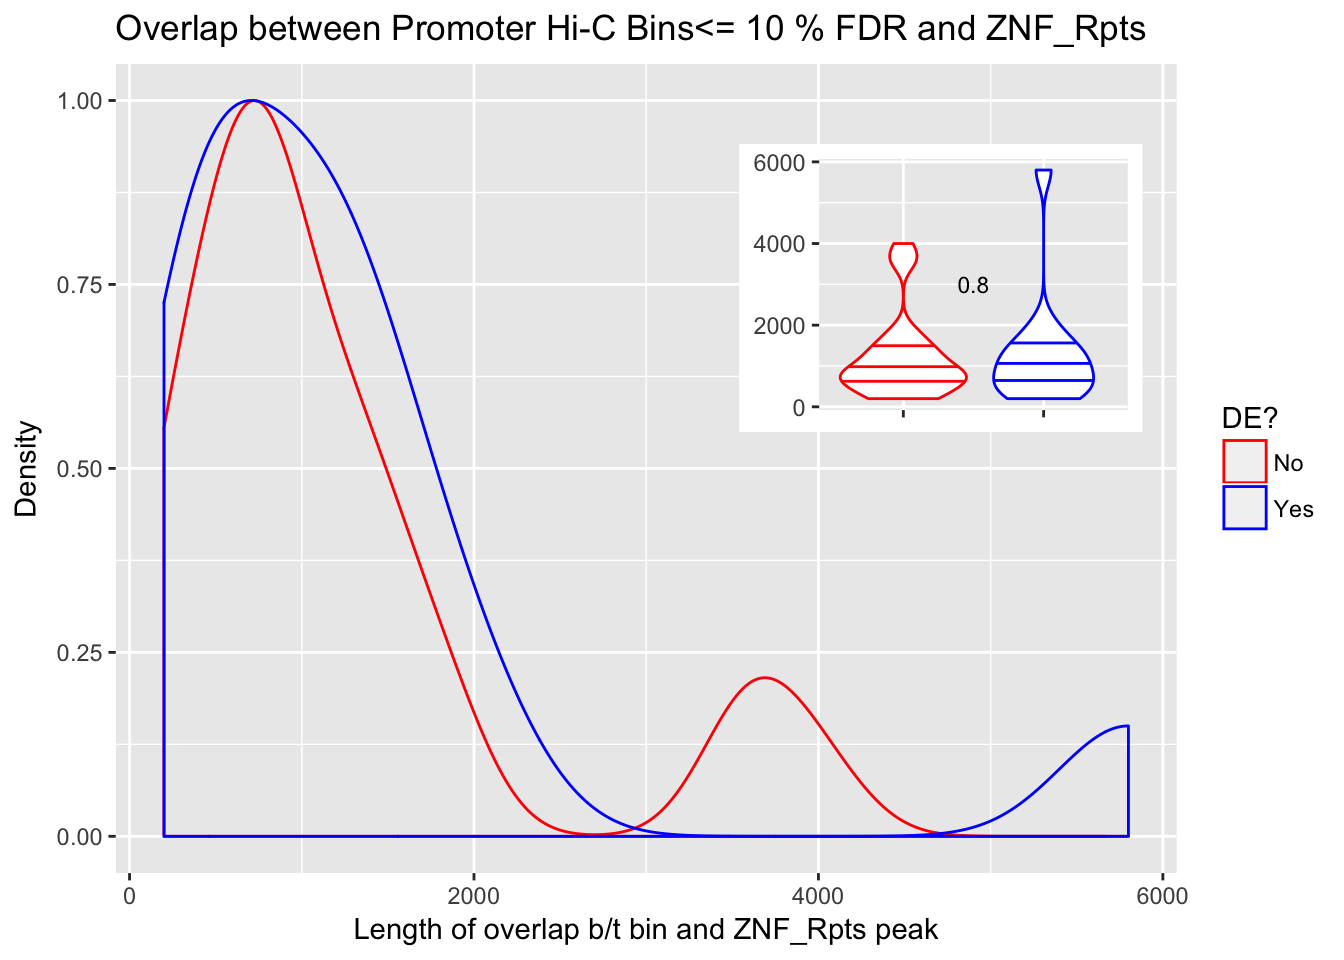 Overlap between Promoter Hi-C Bins<= 10 % FDR and ZNF_Rpts
Density
1.00
0.75
0.50
0.25
0.00
0
2000
4000
6000
Length of overlap b/t bin and ZNF_Rpts peak
6000
4000
2000
0
0.8
DE?
No
Yes